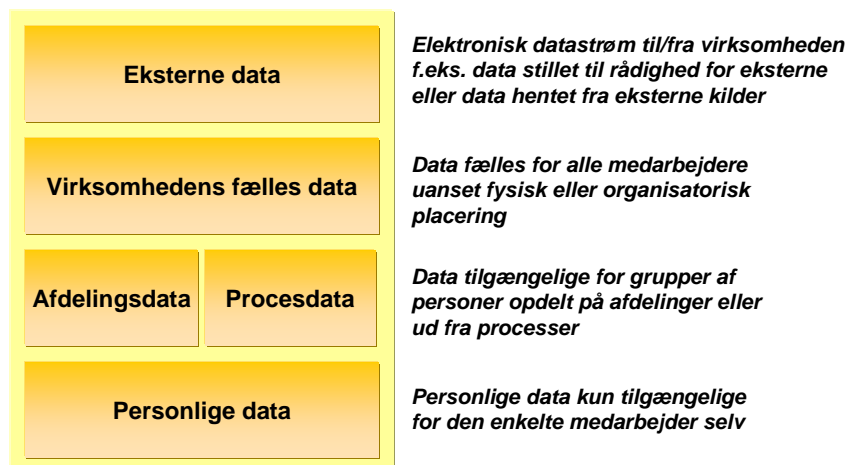 Eksterne data
Elektronisk datastrøm til/fra virksomheden
f.eks. data stillet til rådighed for eksterne
eller data hentet fra eksterne kilder
Virksomhedens fælles data
Data fælles for alle medarbejdere
uanset fysisk eller organisatorisk
placering
Afdelingsdata
Procesdata
Data tilgængelige for grupper af
personer opdelt på afdelinger eller
ud fra processer
Personlige data
Personlige data kun tilgængelige
for den enkelte medarbejder selv